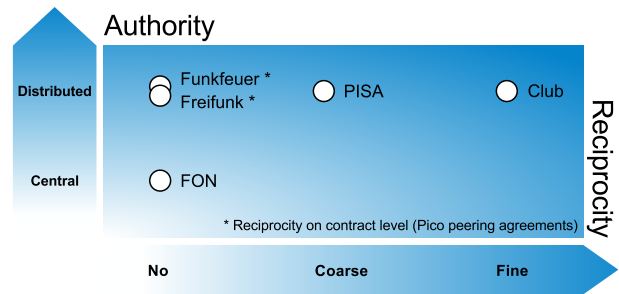 Authority
Distributed
Funkfeuer *
Freifunk *
PISA
Club
Central
FON
Reciprocity
* Reciprocity on contract level (Pico peering agreements)
No
Coarse
Fine